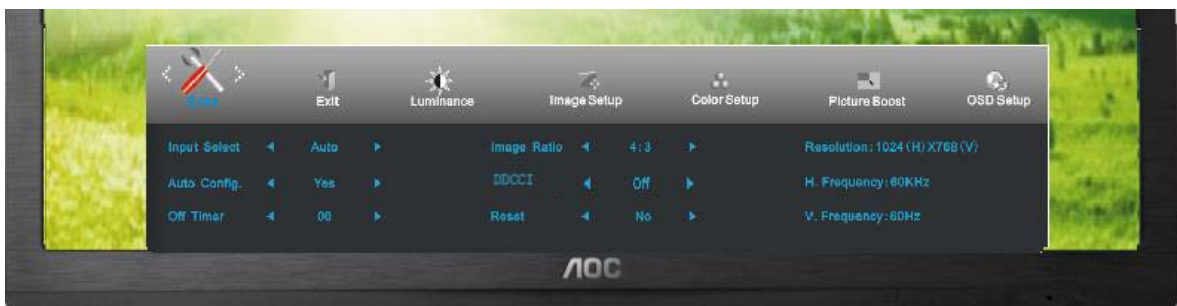 Exit
Luminance
Image Setup
Color Setup
Picture Boost
OSD Setup
Input Select Auto Image Ratio 4:3 Resolution:1024(H)X768(V)
Auto Config. Yes DDCCI Off H. Frequency:60KHz
Off Timer 00 Reset No V. Frequency:60Hz
AOC